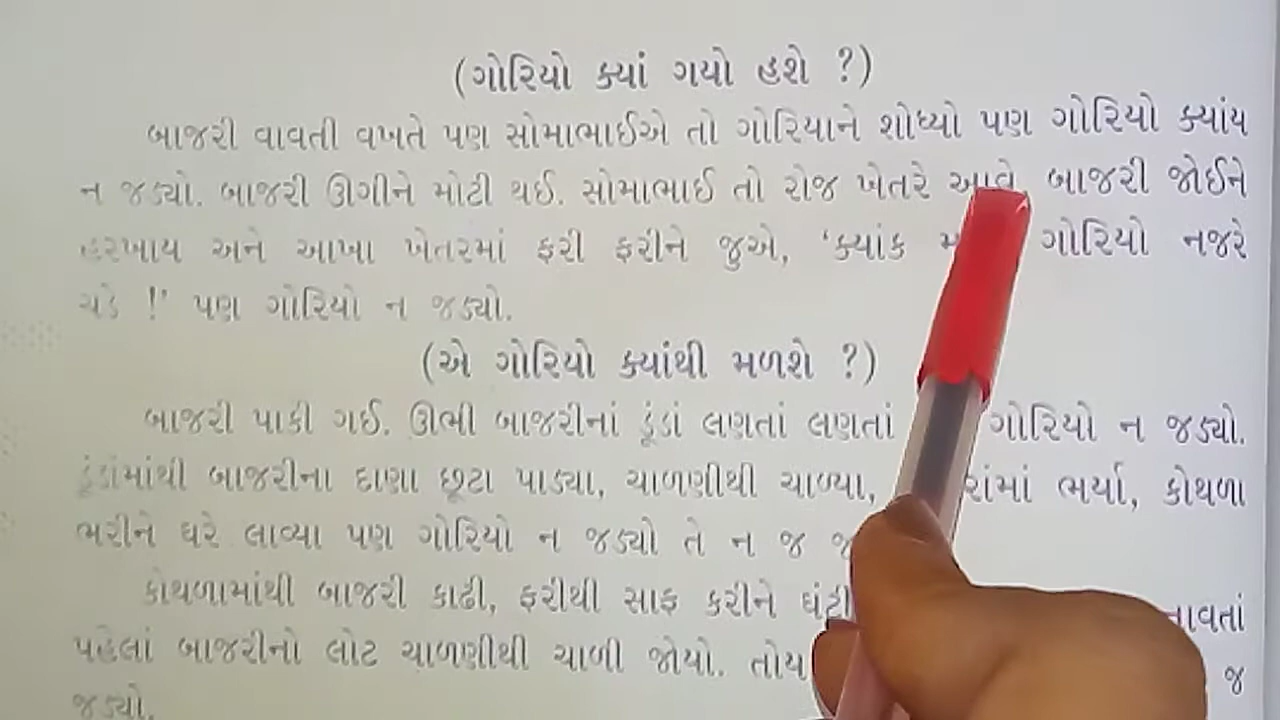 (ગોરિયો ક્યાં ગયો હશે ?)
બાજરી વાવતી વખતે પણ સોમાભાઈએ તો ગોરિયાને શોધ્યો પણ ગોરિયો ક્યાંય
ન જડ્યો. બાજરી ઊગીને મોટી થઈ. સોમાભાઈ તો રોજ ખેતરે આવે, બાજરી જોઈને
હરખાય અને આખા ખેતરમાં ફરી ફરીને જુએ, ‘ક્યાંક ગોરિયો નજરે
ચડે !’ પણ ગોરિયો ન જડ્યો.
(એ ગોરિયો ક્યાંથી મળશે ?)
બાજરી પાકી ગઈ. ઊભી બાજરીનાં ડૂંડાં લણતાં લણતાં ગોરિયો ન જડ્યો.
ડૂંડાંમાંથી બાજરીના દાણા છૂટા પાડ્યા, ચાળણીથી ચાળ્યા, ભર્યા, કોથળા
ભરીને ઘરે લાવ્યા પણ ગોરિયો ન જડ્યો તે ન જ
કોથળામાંથી બાજરી કાઢી, ફરીથી સાફ કરીને
પહેલાં બાજરીનો લોટ ચાળણીથી ચાળી જોયો. તોય જ
જડ્યો.